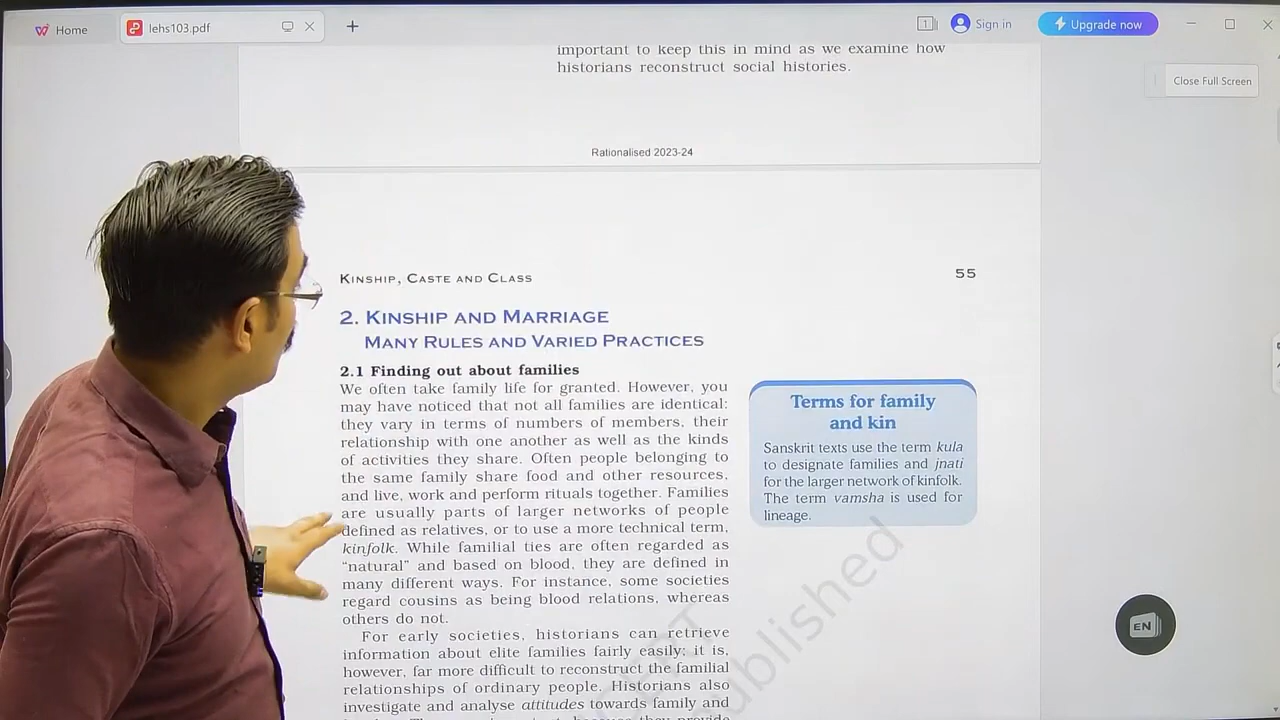 Home
lehs103.pdf
1
Sign in
Upgrade now
Close Full Screen
important to keep this in mind as we examine how
historians reconstruct social histories.
Rationalised 2023-24
KINSHIP, CASTE AND CLASS
55
2. KINSHIP AND MARRIAGE
MANY RULES AND VARIED PRACTICES
2.1 Finding out about families
We often take family life for granted. However, you
may have noticed that not all families are identical:
they vary in terms of numbers of members, their
relationship with one another as well as the kinds
of activities they share. Often people belonging to
the same family share food and other resources,
and live, work and perform rituals together. Families
are usually parts of larger networks of people
defined as relatives, or to use a more technical term,
kinfolk. While familial ties are often regarded as
“natural” and based on blood, they are defined in
many different ways. For instance, some societies
regard cousins as being blood relations, whereas
others do not.
For early societies, historians can retrieve
information about elite families fairly easily; it is,
however, far more difficult to reconstruct the familial
relationships of ordinary people. Historians also
investigate and analyse attitudes towards family and
Terms for family
and kin
Sanskrit texts use the term kula
to designate families and jnati
for the larger network of kinfolk.
The term vamsha is used for
lineage.
published
EN